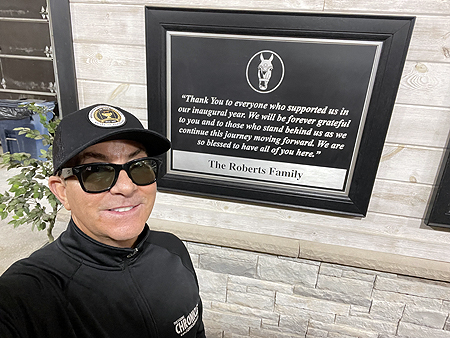 “Thank You to everyone who supported us in
our inaugural year. We will be forever grateful
to you and to those who stand behind us as we
continue this journey moving forward. We are
so blessed to have all of you here.”
The Roberts Family
CHRONICLE